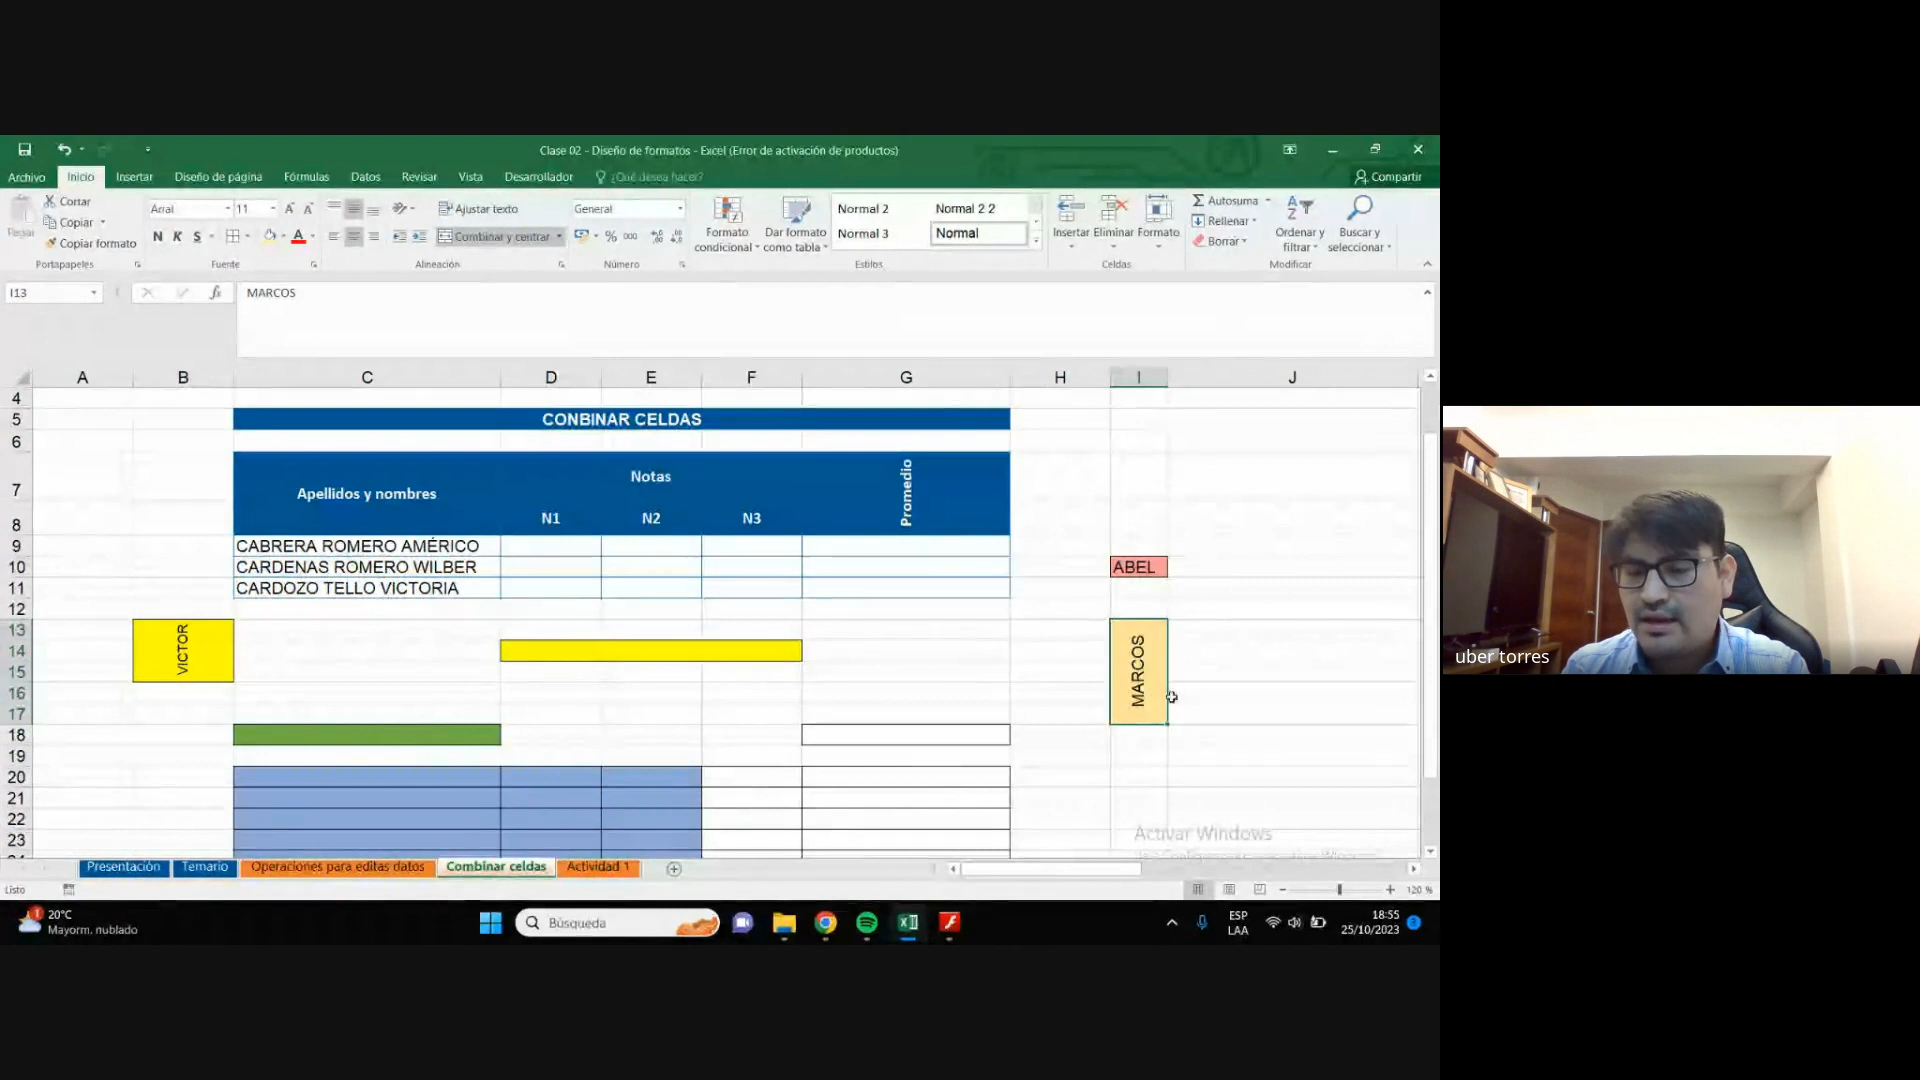 Clase 02 - Diseño de formatos - Excel (Error de activación de productos)
Archivo Inicio Insertar Diseño de página Fórmulas Datos Revisar Vista Desarrollador ¿Qué desea hacer? Compartir
Cortar
Copiar
Copiar formato
Pegar
Portapapeles
Arial 11
N K S
Fuente
Ajustar texto
Combinar y centrar
Alineación
General
% 000
Número
Formato condicional
Dar formato como tabla
Normal 2 Normal 2 2
Normal 3 Normal
Estilos
Insertar Eliminar Formato
Celdas
Autosuma
Rellenar
Borrar
Ordenar y filtrar
Buscar y seleccionar
Modificar
I13 fx MARCOS
A B C D E F G H I J
4
5 CONBINAR CELDAS
6
7 Apellidos y nombres Notas Promedio
8 N1 N2 N3
9 CABRERA ROMERO AMÉRICO
10 CARDENAS ROMERO WILBER ABEL
11 CARDOZO TELLO VICTORIA
12
13 VICTOR MARCOS
14
15
16
17
18
19
20
21
22
23
Activar Windows
Presentación Temario Operaciones para editas datos Combinar celdas Actividad 1
Listo 120 %
20°C
Mayorm. nublado
Búsqueda
ESP
LAA
18:55
25/10/2023
uber torres